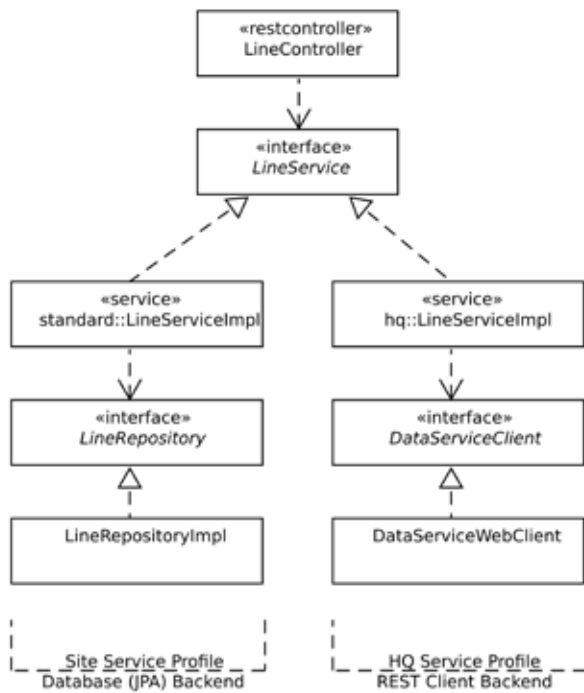 «restcontroller»
LineController
«interface»
LineService
«service»
standard::LineServiceImpl
«service»
hq::LineServiceImpl
«interface»
LineRepository
«interface»
DataServiceClient
LineRepositoryImpl
DataServiceWebClient
Site Service Profile
Database (JPA) Backend
HQ Service Profile
REST Client Backend